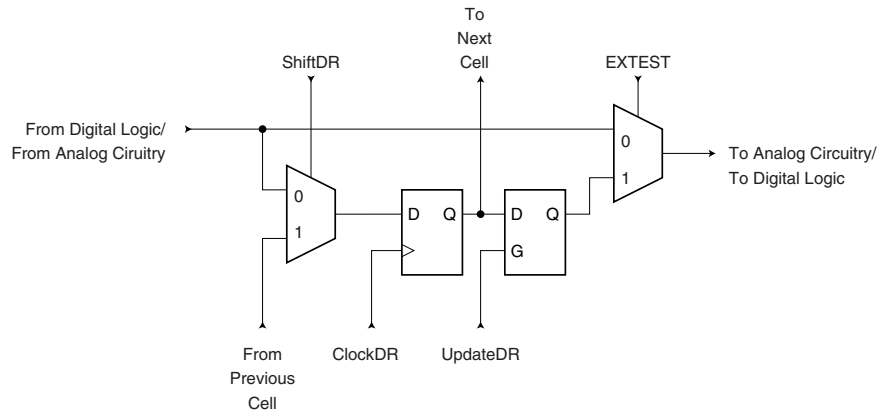 To
Next
Cell
ShiftDR
EXTEST
From Digital Logic/
From Analog Ciruitry
0
1
To Analog Circuitry/
To Digital Logic
0
1
D Q
D Q
G
From
Previous
Cell
ClockDR
UpdateDR